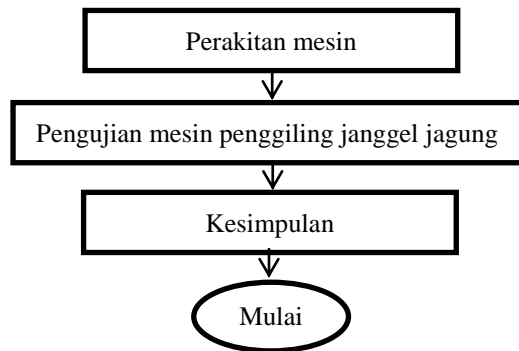 Perakitan mesin
Pengujian mesin penggiling janggel jagung
Kesimpulan
Mulai